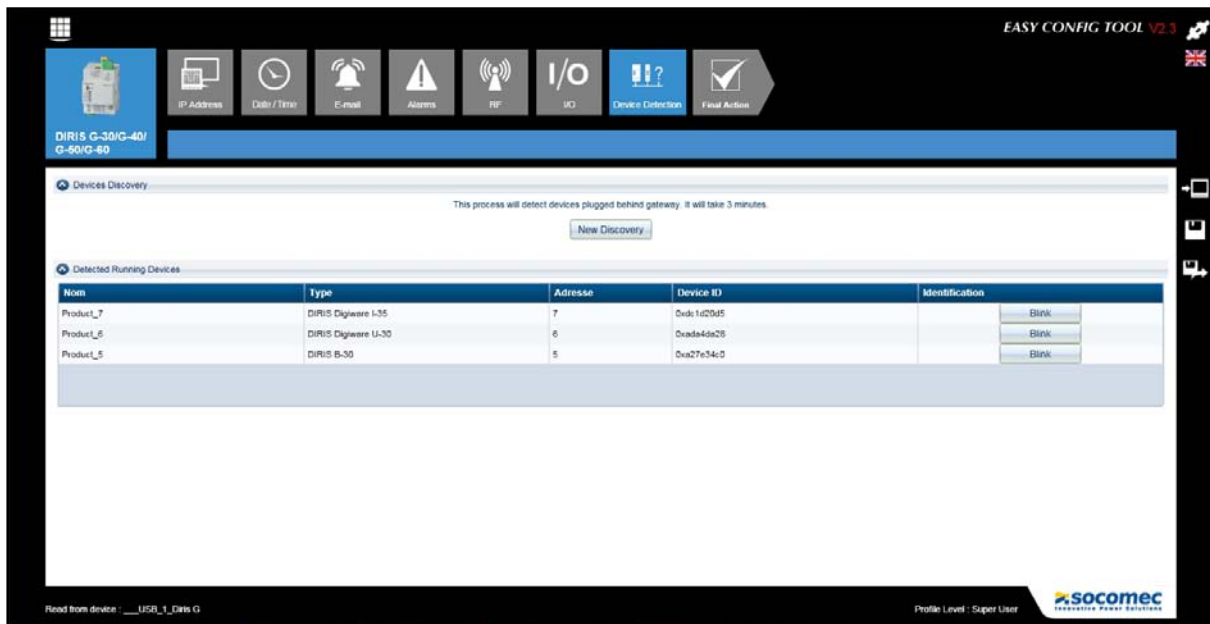 EASY CONFIG TOOL V2.3
IP Address
Date / Time
E-mail
Alarms
RF
I/O
I/O
Device Detection
Final Action
DIRIS G-30/G-40/
G-50/G-60
Devices Discovery
This process will detect devices plugged behind gateway. It will take 3 minutes.
New Discovery
Detected Running Devices
Nom Type Adresse Device ID Identification
Product_7 DIRIS Digiware I-35 7 0xdc1d20d5 Blink
Product_6 DIRIS Digiware U-30 6 0xada4da26 Blink
Product_5 DIRIS B-30 5 0xa27e34c0 Blink
Read from device : ___USB_1_Diris G
Profile Level : Super User
socomec
Innovative Power Solutions